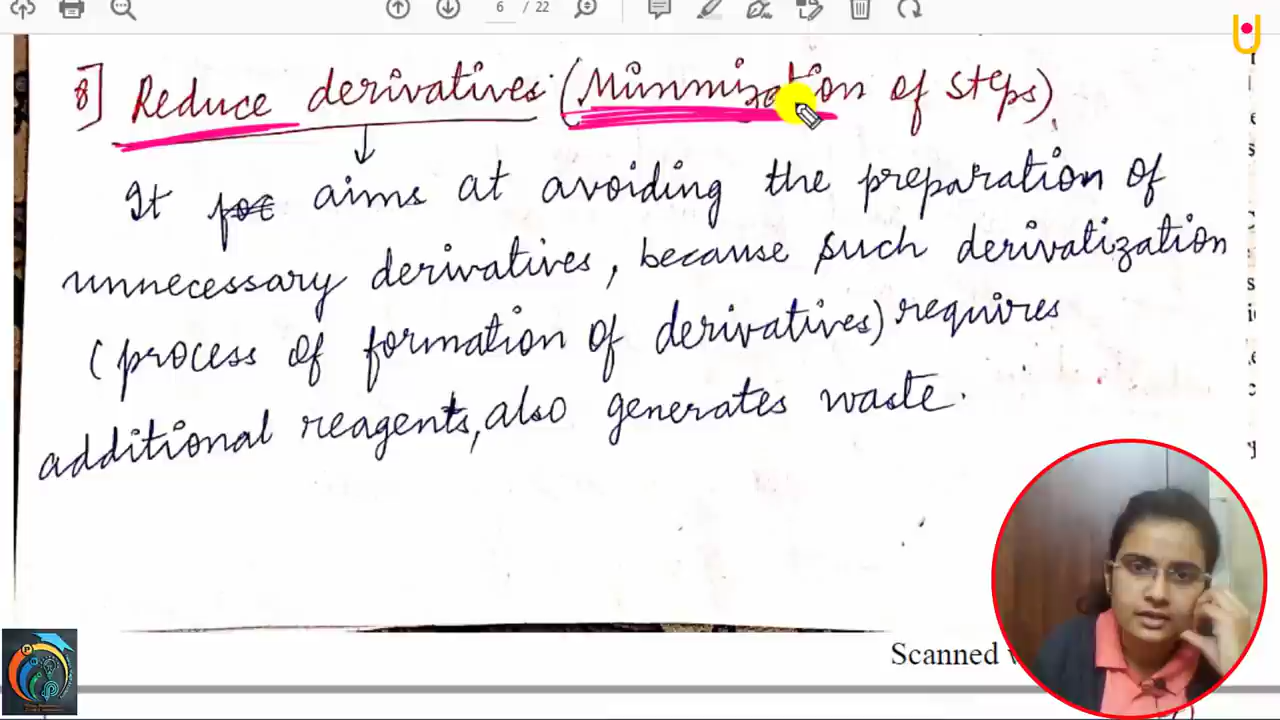 6 / 22
8] Reduce derivatives (Minimization of steps)
It aims at avoiding the preparation of
unnecessary derivatives, because such derivatization
(process of formation of derivatives) requires
additional reagents, also generates waste.
Scanned